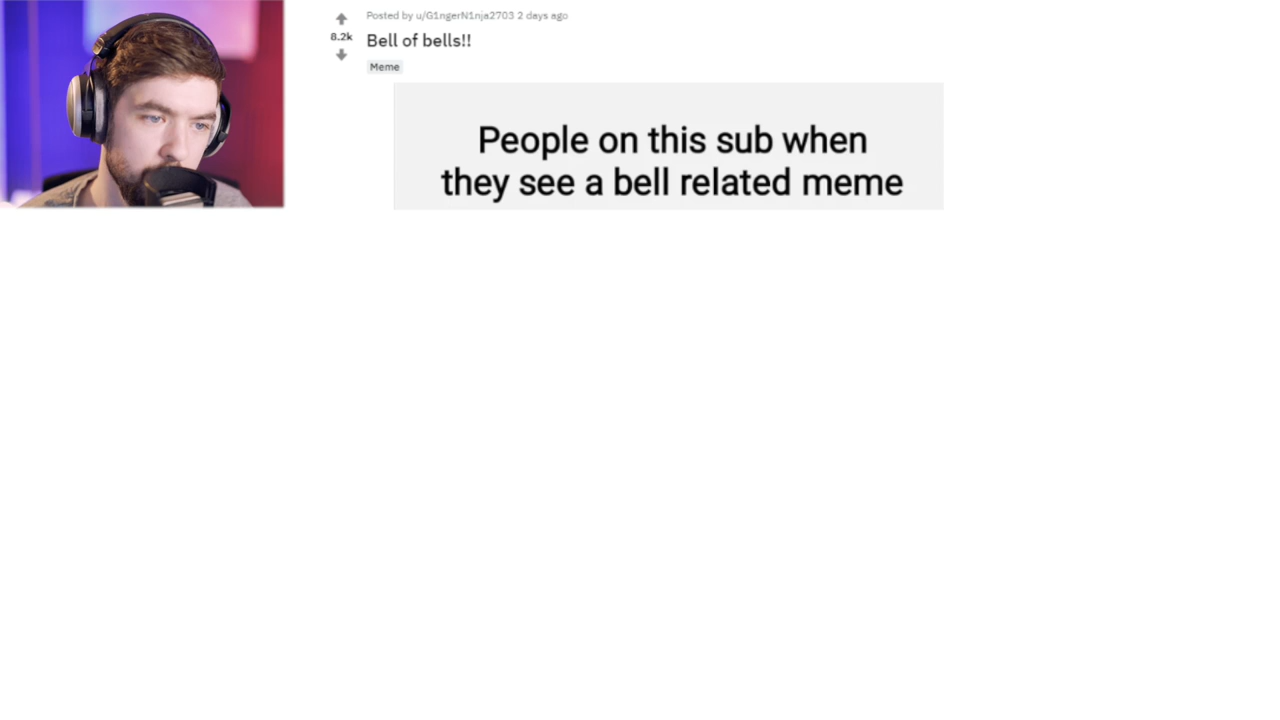 Posted by u/G1ngerN1nja2703 2 days ago
8.2k
Bell of bells!!
Meme
People on this sub when
they see a bell related meme